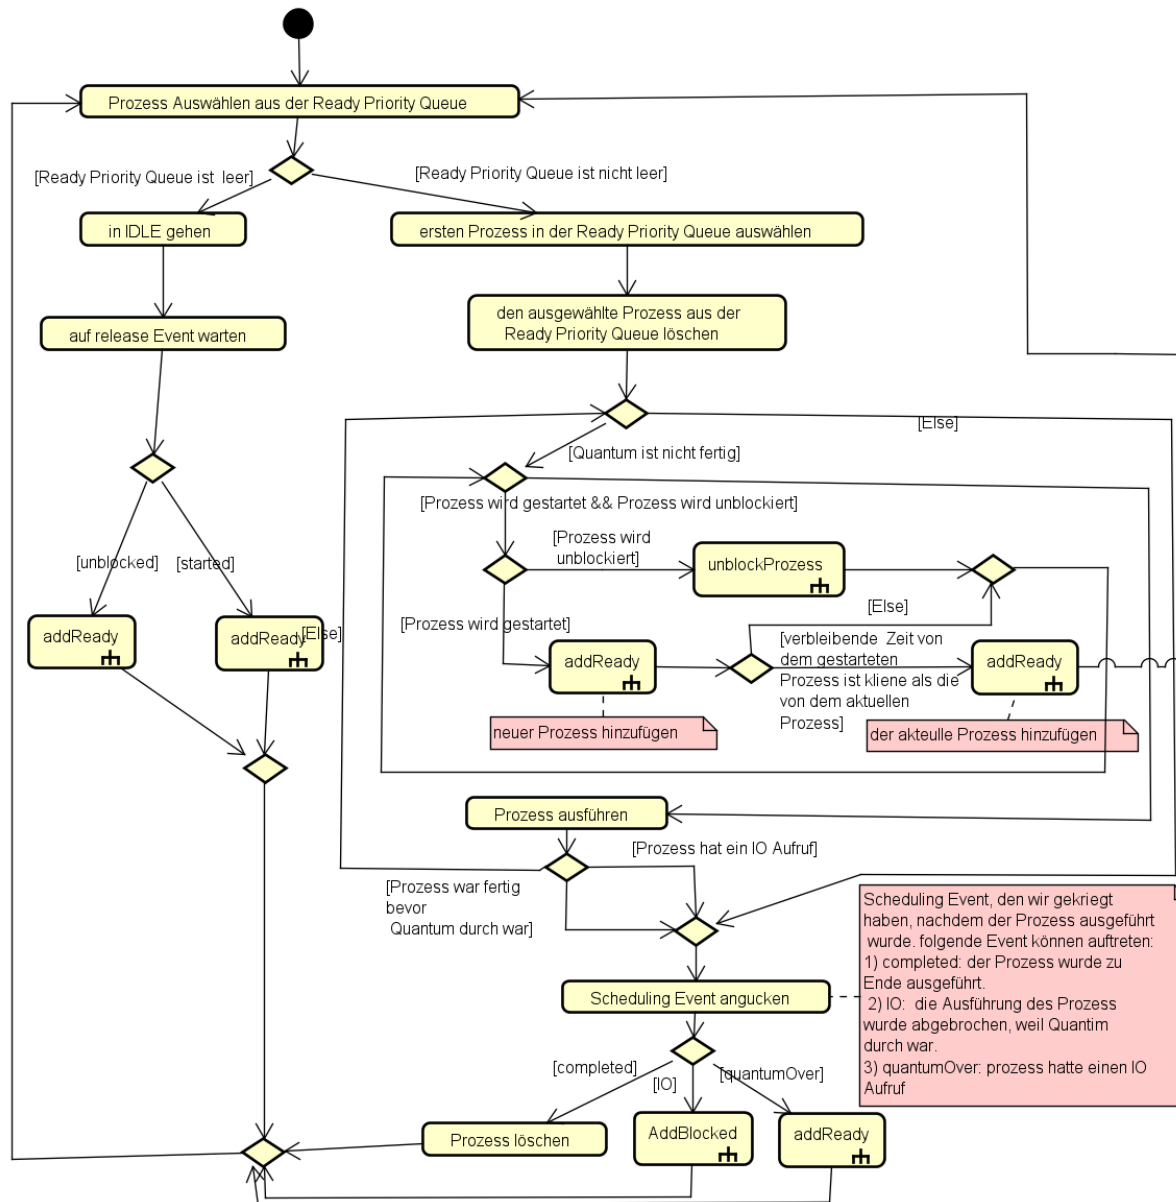 Prozess Auswählen aus der Ready Priority Queue
[Ready Priority Queue ist leer]
[Ready Priority Queue ist nicht leer]
in IDLE gehen
ersten Prozess in der Ready Priority Queue auswählen
auf release Event warten
den ausgewählte Prozess aus der
Ready Priority Queue löschen
[Else]
[Quantum ist nicht fertig]
[Prozess wird gestartet && Prozess wird unblockiert]
[unblocked]
[started]
[Prozess wird
unblockiert]
unblockProzess
[Else]
addReady
addReady
[Else]
[Prozess wird gestartet]
addReady
[verbleibende Zeit von
dem gestarteten
Prozess ist kliene als die
von dem aktuellen
Prozess]
addReady
neuer Prozess hinzufügen
der akteulle Prozess hinzufügen
Prozess ausführen
[Prozess hat ein IO Aufruf]
[Prozess war fertig
bevor
Quantum durch war]
Scheduling Event, den wir gekriegt
haben, nachdem der Prozess ausgeführt
wurde. folgende Event können auftreten:
1) completed: der Prozess wurde zu
Ende ausgeführt.
2) IO: die Ausführung des Prozess
wurde abgebrochen, weil Quantim
durch war.
3) quantumOver: prozess hatte einen IO
Aufruf
Scheduling Event angucken
[completed]
[IO]
[quantumOver]
Prozess löschen
AddBlocked
addReady